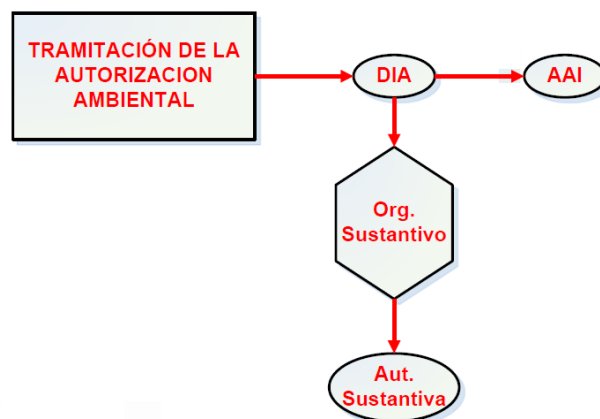 TRAMITACIÓN DE LA
AUTORIZACION
AMBIENTAL
DIA
AAI
Org.
Sustantivo
Aut.
Sustantiva